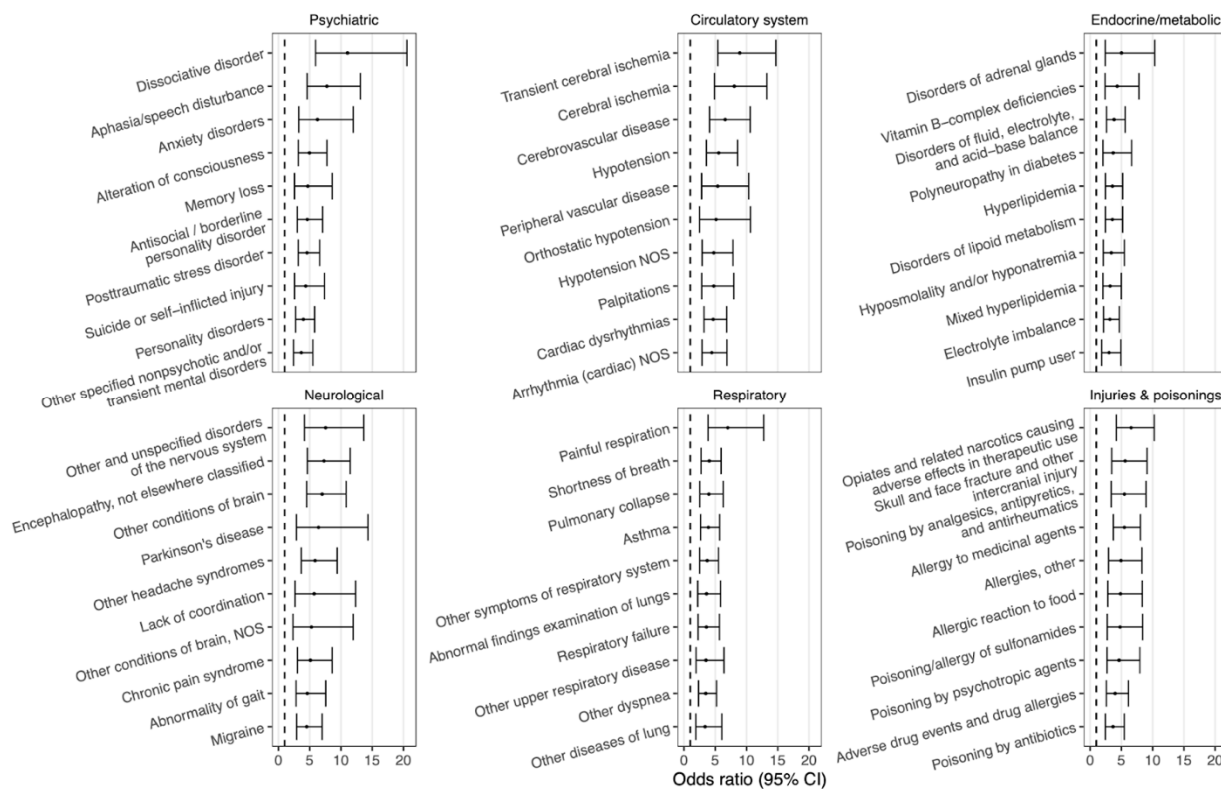 Psychiatric
Dissociative disorder
Aphasia/speech disturbance
Anxiety disorders
Alteration of consciousness
Memory loss
Antisocial / borderline
personality disorder
Posttraumatic stress disorder
Suicide or self–inflicted injury
Personality disorders
Other specified nonpsychotic and/or
transient mental disorders
Circulatory system
Transient cerebral ischemia
Cerebral ischemia
Cerebrovascular disease
Hypotension
Peripheral vascular disease
Orthostatic hypotension
Hypotension NOS
Palpitations
Cardiac dysrhythmias
Arrhythmia (cardiac) NOS
Endocrine/metabolic
Disorders of adrenal glands
Vitamin B–complex deficiencies
Disorders of fluid, electrolyte,
and acid–base balance
Polyneuropathy in diabetes
Hyperlipidemia
Disorders of lipoid metabolism
Hyposmolality and/or hyponatremia
Mixed hyperlipidemia
Electrolyte imbalance
Insulin pump user
Neurological
Other and unspecified disorders
of the nervous system
Encephalopathy, not elsewhere classified
Other conditions of brain
Parkinson's disease
Other headache syndromes
Lack of coordination
Other conditions of brain, NOS
Chronic pain syndrome
Abnormality of gait
Migraine
0 5 10 15 20
Respiratory
Painful respiration
Shortness of breath
Pulmonary collapse
Asthma
Other symptoms of respiratory system
Abnormal findings examination of lungs
Respiratory failure
Other upper respiratory disease
Other dyspnea
Other diseases of lung
0 5 10 15 20
Odds ratio (95% CI)
Injuries & poisonings
Opiates and related narcotics causing
adverse effects in therapeutic use
Skull and face fracture and other
intercranial injury
Poisoning by analgesics, antipyretics,
and antirheumatics
Allergy to medicinal agents
Allergies, other
Allergic reaction to food
Poisoning/allergy of sulfonamides
Poisoning by psychotropic agents
Adverse drug events and drug allergies
Poisoning by antibiotics
0 5 10 15 20